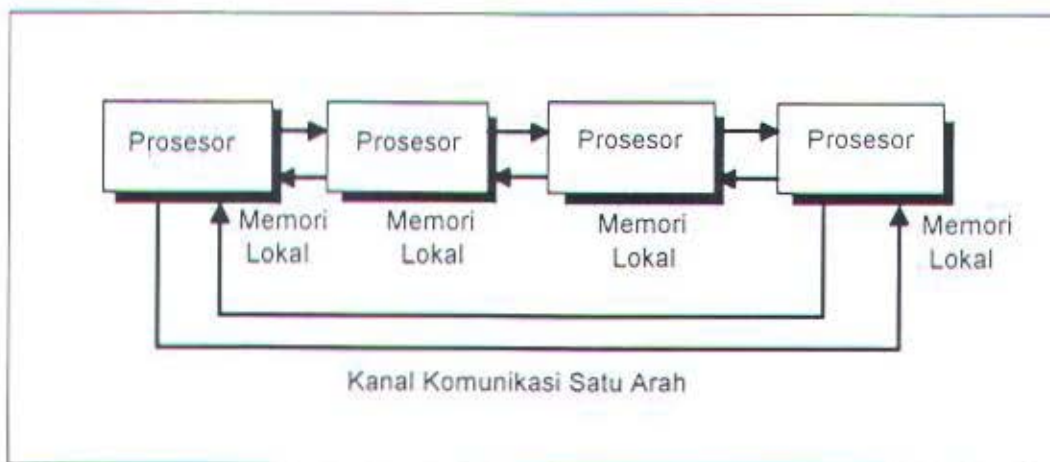 Prosesor
Prosesor
Prosesor
Prosesor
Memori
Lokal
Memori
Lokal
Memori
Lokal
Memori
Lokal
Kanal Komunikasi Satu Arah